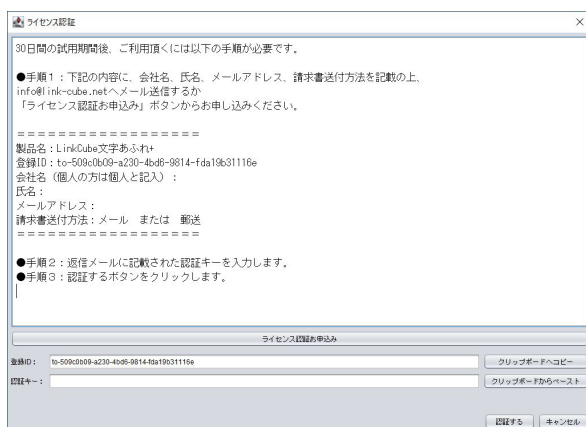 ライセンス認証
30日間の試用期間後、ご利用頂くには以下の手順が必要です。
●手順1：下記の内容に、会社名、氏名、メールアドレス、請求書送付方法を記載の上、
info@link-cube.netへメール送信するか
「ライセンス認証お申込み」ボタンからお申し込みください。
＝＝＝＝＝＝＝＝＝＝＝＝＝＝＝＝＝＝
製品名：LinkCube文字あふれ+
登録ID：to-509c0b09-a230-4bd6-9814-fda19b31116e
会社名（個人の方は個人と記入）：
氏名：
メールアドレス：
請求書送付方法：メール　または　郵送
＝＝＝＝＝＝＝＝＝＝＝＝＝＝＝＝＝＝
●手順2：返信メールに記載された認証キーを入力します。
●手順3：認証するボタンをクリックします。
ライセンス認証お申込み
登録ID： to-509c0b09-a230-4bd6-9814-fda19b31116e クリップボードへコピー
認証キー： クリップボードからペースト
認証する キャンセル